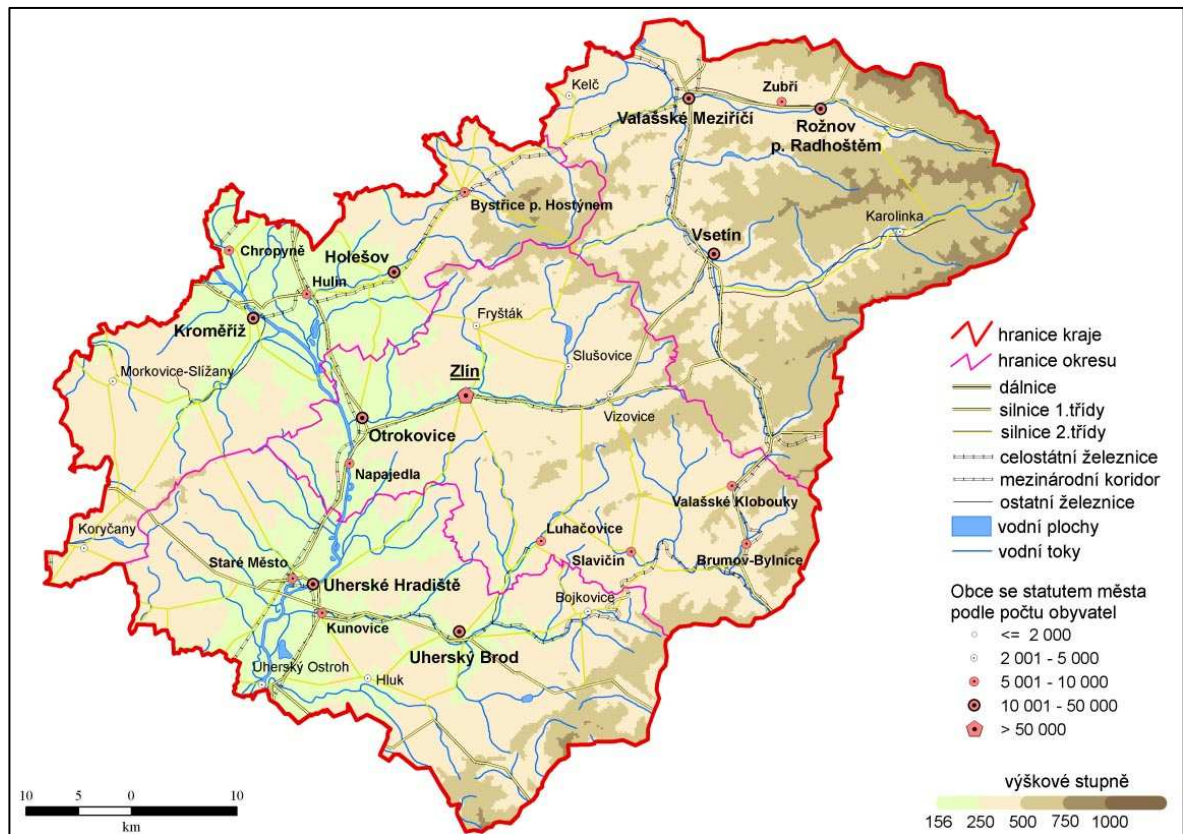 Kelč
Zubří
Valašské Meziříčí
Rožnov
p. Radhoštěm
Bystřice p. Hostýnem
Karolinka
Vsetín
Chropyně
Holešov
Hulín
Kroměříž
Fryšták
Slušovice
Morkovice-Slížany
Zlín
Vizovice
Otrokovice
Napajedla
Valašské Klobouky
Koryčany
Luhačovice
Slavičín
Brumov-Bylnice
Staré Město
Uherské Hradiště
Bojkovice
Kunovice
Uherský Brod
Uherský Ostroh
Hluk
hranice kraje
hranice okresu
dálnice
silnice 1.třídy
silnice 2.třídy
celostátní železnice
mezinárodní koridor
ostatní železnice
vodní plochy
vodní toky
Obce se statutem města
podle počtu obyvatel
<= 2 000
2 001 - 5 000
5 001 - 10 000
10 001 - 50 000
> 50 000
výškové stupně
156 250 500 750 1000
10 0 10
km